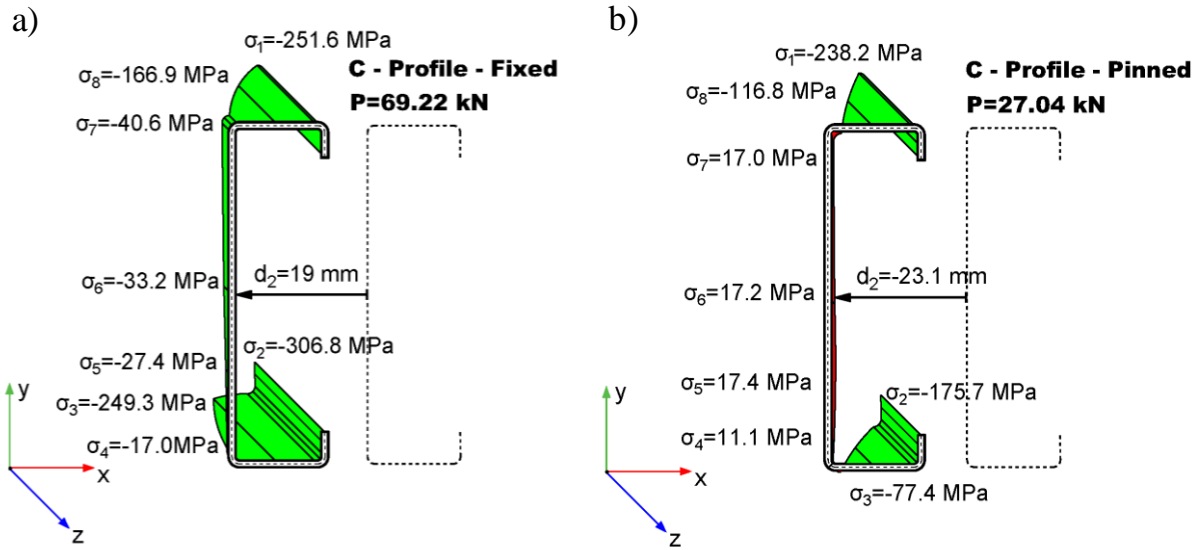 a)
σ1=-251.6 MPa
σ8=-166.9 MPa
C - Profile - Fixed
P=69.22 kN
σ7=-40.6 MPa
σ6=-33.2 MPa
d2=19 mm
σ2=-306.8 MPa
σ5=-27.4 MPa
σ3=-249.3 MPa
σ4=-17.0MPa
y
x
z
b)
σ1=-238.2 MPa
σ8=-116.8 MPa
C - Profile - Pinned
P=27.04 kN
σ7=17.0 MPa
σ6=17.2 MPa
d2=-23.1 mm
σ5=17.4 MPa
σ2=-175.7 MPa
σ4=11.1 MPa
σ3=-77.4 MPa
y
x
z